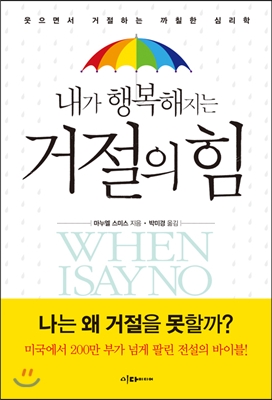 웃으면서 거절하는 까칠한 심리학
내가 행복해지는
거절의 힘
마누엘 스미스 지음 • 박미경 옮김
WHEN
I SAY NO
나는 왜 거절을 못할까?
미국에서 200만 부가 넘게 팔린 전설의 바이블!
이다미디어
yes